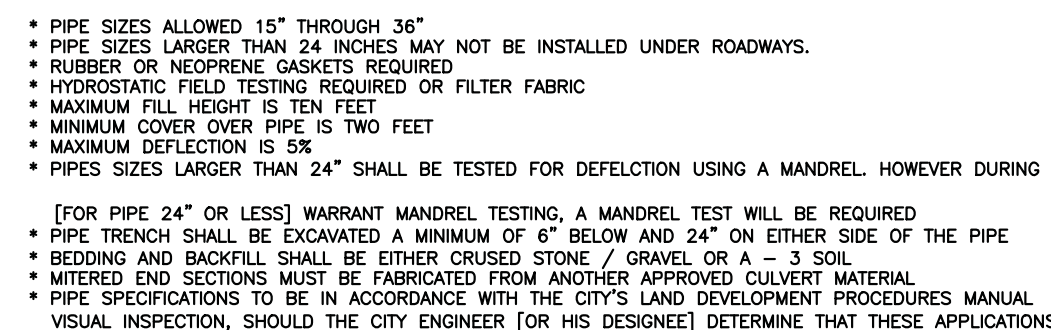 * PIPE SIZES ALLOWED 15" THROUGH 36"
* PIPE SIZES LARGER THAN 24 INCHES MAY NOT BE INSTALLED UNDER ROADWAYS.
* RUBBER OR NEOPRENE GASKETS REQUIRED
* HYDROSTATIC FIELD TESTING REQUIRED OR FILTER FABRIC
* MAXIMUM FILL HEIGHT IS TEN FEET
* MINIMUM COVER OVER PIPE IS TWO FEET
* MAXIMUM DEFLECTION IS 5%
* PIPES SIZES LARGER THAN 24" SHALL BE TESTED FOR DEFELCTION USING A MANDREL. HOWEVER DURING
[FOR PIPE 24" OR LESS] WARRANT MANDREL TESTING, A MANDREL TEST WILL BE REQUIRED
* PIPE TRENCH SHALL BE EXCAVATED A MINIMUM OF 6" BELOW AND 24" ON EITHER SIDE OF THE PIPE
* BEDDING AND BACKFILL SHALL BE EITHER CRUSED STONE / GRAVEL OR A – 3 SOIL
* MITERED END SECTIONS MUST BE FABRICATED FROM ANOTHER APPROVED CULVERT MATERIAL
* PIPE SPECIFICATIONS TO BE IN ACCORDANCE WITH THE CITY'S LAND DEVELOPMENT PROCEDURES MANUAL
VISUAL INSPECTION, SHOULD THE CITY ENGINEER [OR HIS DESIGNEE] DETERMINE THAT THESE APPLICATIONS